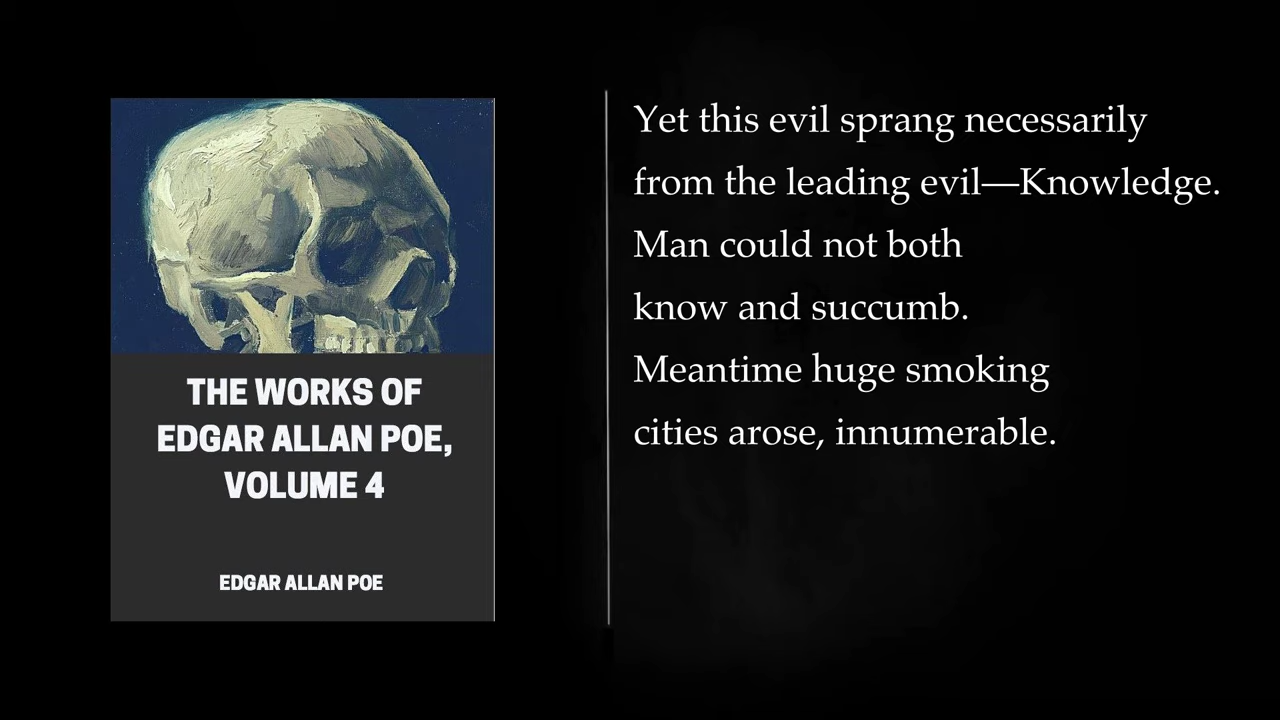 THE WORKS OF
EDGAR ALLAN POE,
VOLUME 4
EDGAR ALLAN POE
Yet this evil sprang necessarily
from the leading evil—Knowledge.
Man could not both
know and succumb.
Meantime huge smoking
cities arose, innumerable.